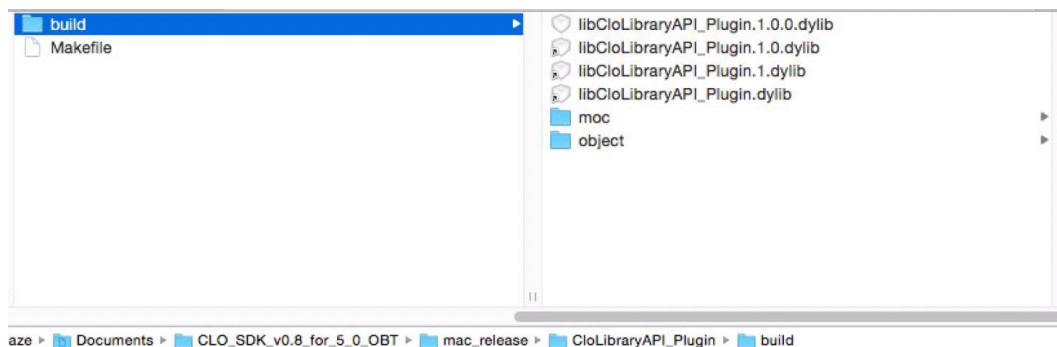 build
Makefile
libCloLibraryAPI_Plugin.1.0.0.dylib
libCloLibraryAPI_Plugin.1.0.dylib
libCloLibraryAPI_Plugin.1.dylib
libCloLibraryAPI_Plugin.dylib
moc
object
aze ▸ Documents ▸ CLO_SDK_v0.8_for_5_0_OBT ▸ mac_release ▸ CloLibraryAPI_Plugin ▸ build